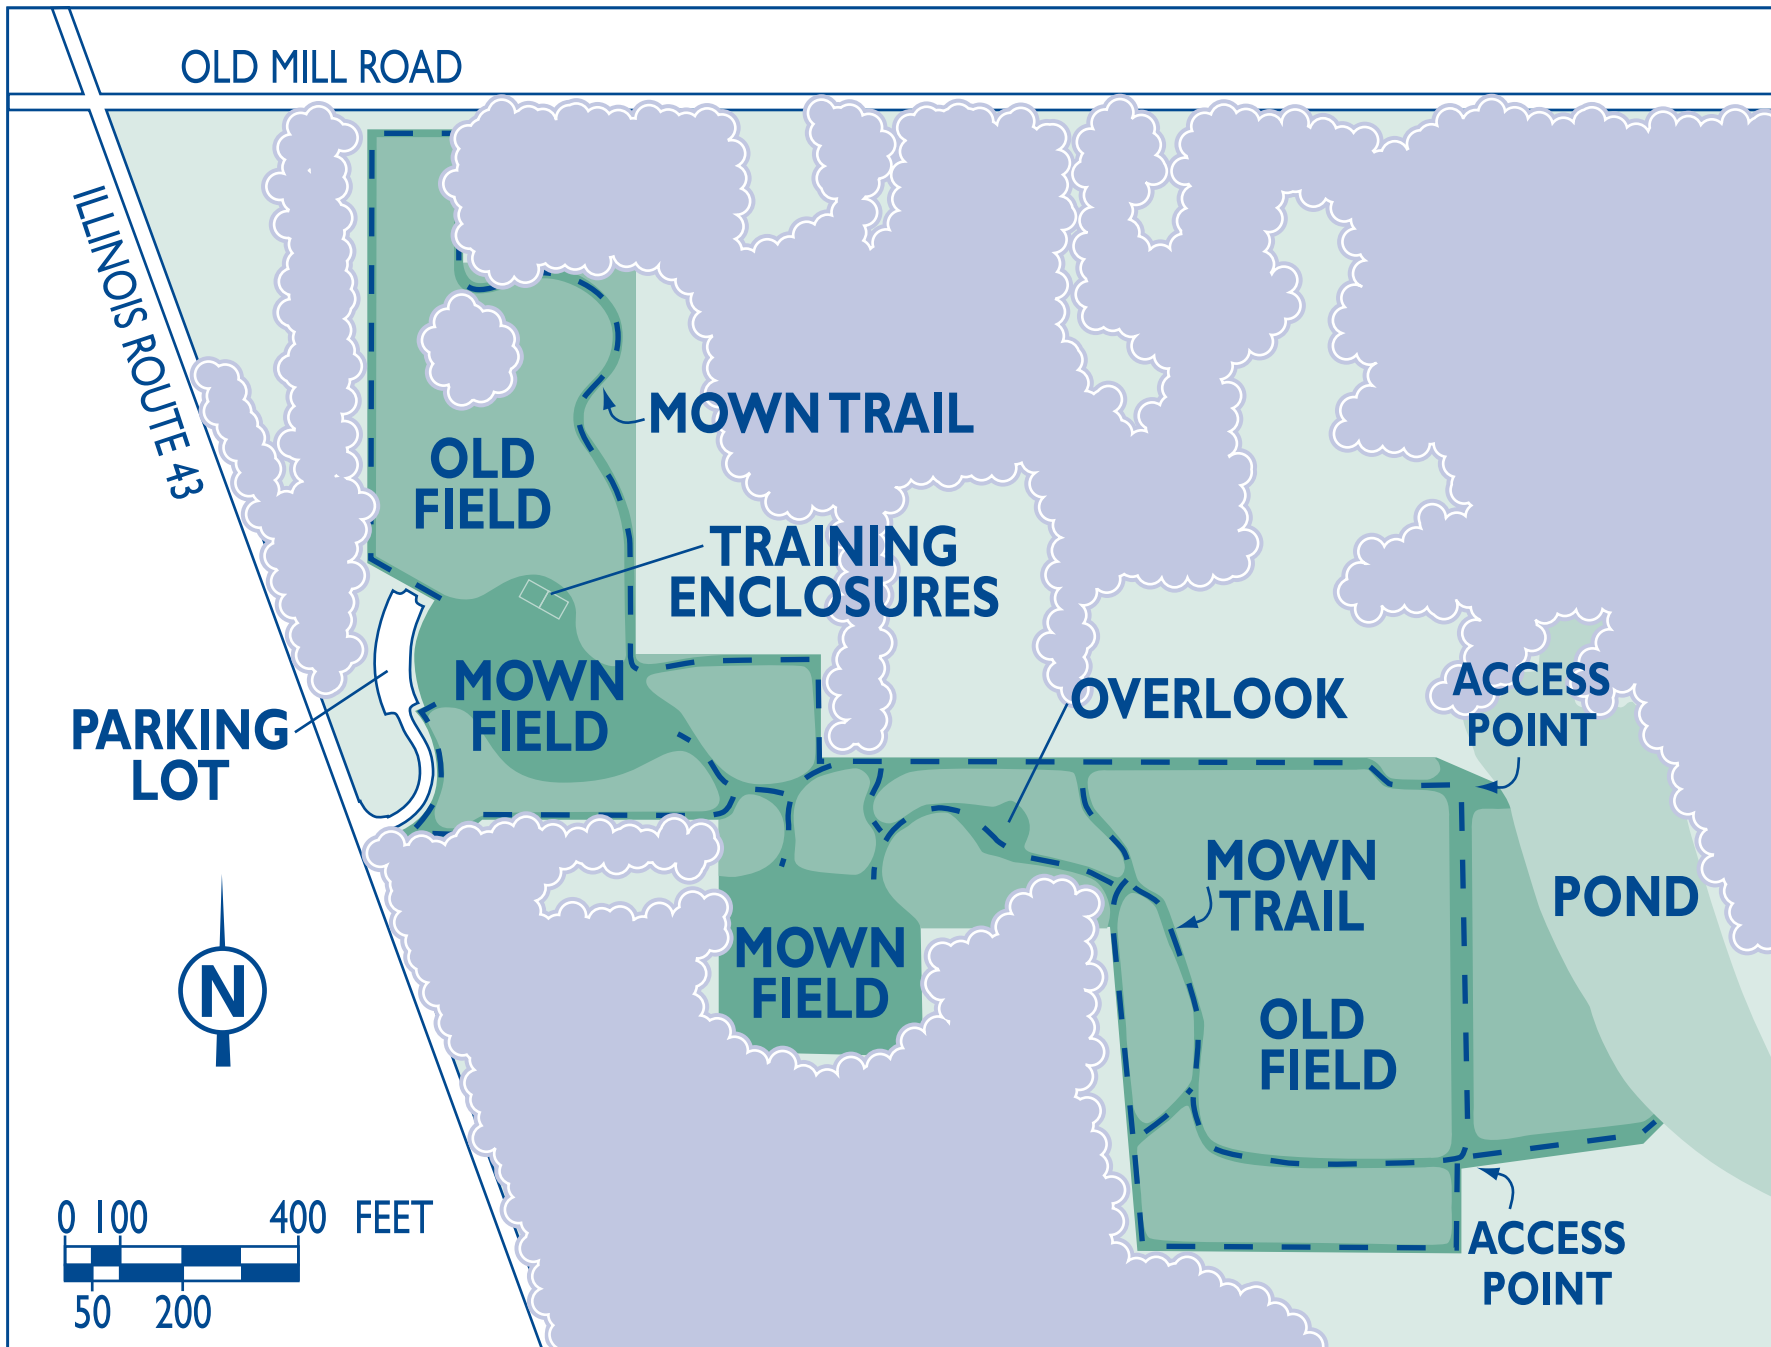 OLD MILL ROAD
ILLINOIS ROUTE 43
MOWN TRAIL
OLD
FIELD
TRAINING
ENCLOSURES
MOWN
FIELD
PARKING
LOT
OVERLOOK
ACCESS
POINT
MOWN
TRAIL
POND
MOWN
FIELD
N
OLD
FIELD
0 100 400 FEET
50 200
ACCESS
POINT